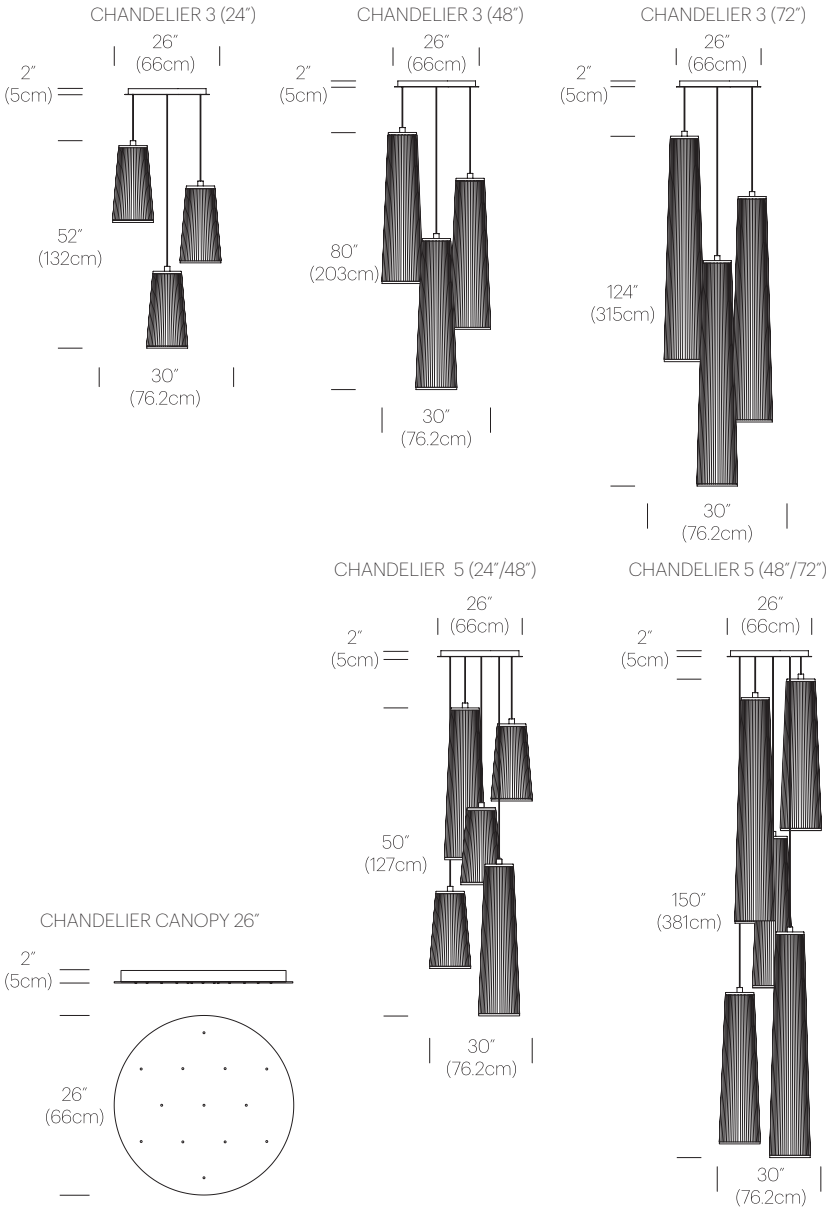 CHANDELIER 3 (24”)
26”
(66cm)
2”
(5cm)
52”
(132cm)
30”
(76.2cm)
CHANDELIER 3 (48”)
26”
(66cm)
2”
(5cm)
80”
(203cm)
30”
(76.2cm)
CHANDELIER 3 (72”)
26”
(66cm)
2”
(5cm)
124”
(315cm)
30”
(76.2cm)
CHANDELIER 5 (24”/48”)
26”
(66cm)
2”
(5cm)
50”
(127cm)
30”
(76.2cm)
CHANDELIER 5 (48”/72”)
26”
(66cm)
2”
(5cm)
150”
(381cm)
30”
(76.2cm)
CHANDELIER CANOPY 26”
2”
(5cm)
26”
(66cm)